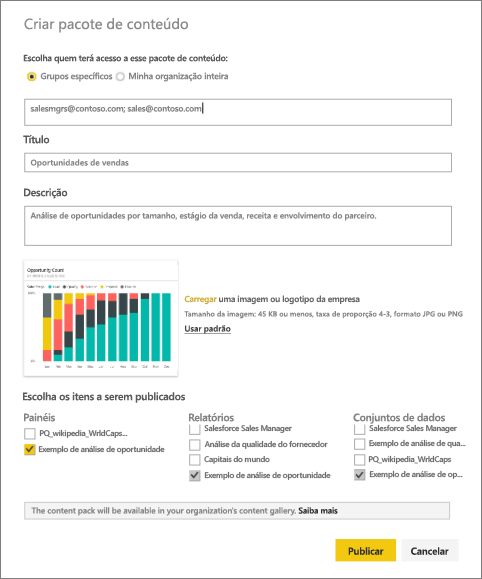 Criar pacote de conteúdo
Escolha quem terá acesso a esse pacote de conteúdo:
Grupos específicos Minha organização inteira
salesmgrs@contoso.com; sales@contoso.com
Título
Oportunidades de vendas
Descrição
Análise de oportunidades por tamanho, estágio da venda, receita e envolvimento do parceiro.
Opportunity Count
100%
0%
Carregar uma imagem ou logotipo da empresa
Tamanho da imagem: 45 KB ou menos, taxa de proporção 4-3, formato JPG ou PNG
Usar padrão
Escolha os itens a serem publicados
Painéis
PQ_wikipedia_WrldCaps...
Exemplo de análise de oportunidade
Relatórios
Salesforce Sales Manager
Análise da qualidade do fornecedor
Capitais do mundo
Exemplo de análise de oportunidade
Conjuntos de dados
Salesforce Sales Manager
Exemplo de análise de qua...
PQ_wikipedia_WrldCaps
Exemplo de análise de op...
The content pack will be available in your organization's content gallery. Saiba mais
Publicar Cancelar